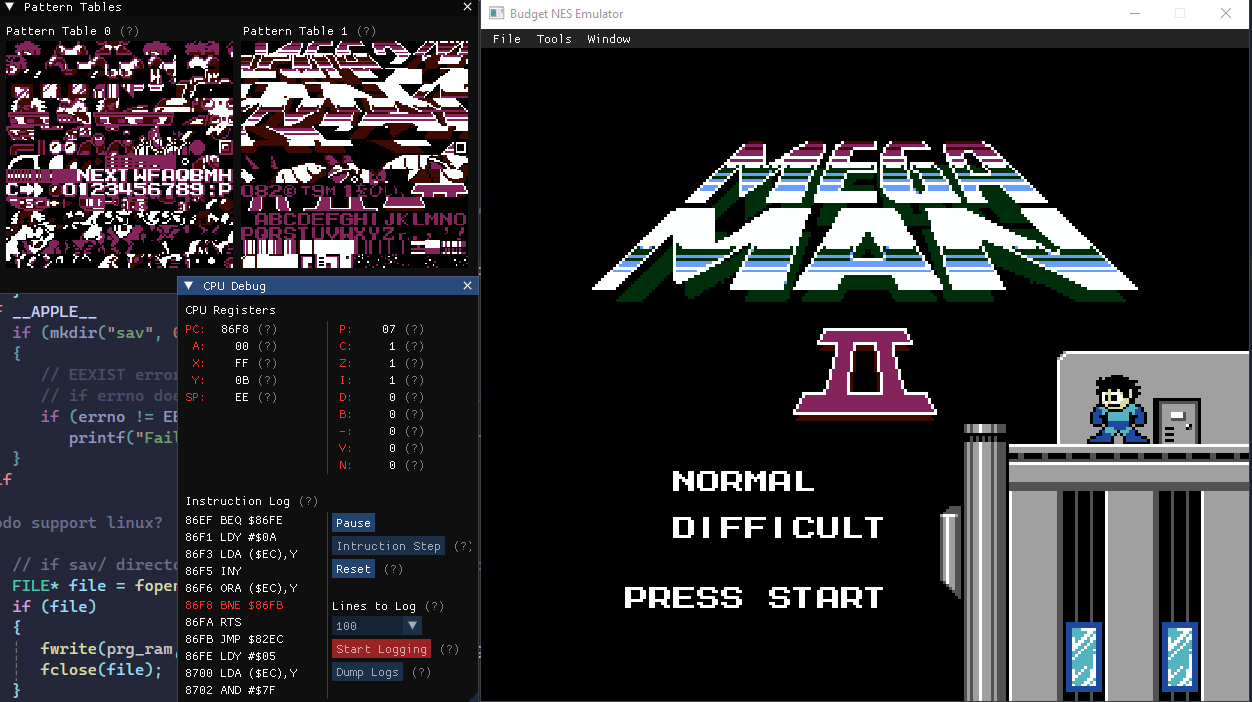 Pattern Tables
Pattern Table 0 (?)
Pattern Table 1 (?)
NEXTWFAQBMH
0123456789:P
ABCDEFGHIJKLMNO
PQRSTUVWXYZ
__APPLE__
if (mkdir("sav",
{
// EEXIST error
// if errno doe
if (errno != EE
printf("Fail
}
odo support linux?
// if sav/ directo
FILE* file = fopen
if (file)
{
fwrite(prg_ram,
fclose(file);
}
CPU Debug
CPU Registers
PC: 86F8 (?)
A: 00 (?)
X: FF (?)
Y: 0B (?)
SP: EE (?)
P: 07 (?)
C: 1 (?)
Z: 1 (?)
I: 1 (?)
D: 0 (?)
B: 0 (?)
-: 0 (?)
V: 0 (?)
N: 0 (?)
Instruction Log (?)
86EF BEQ $86FE
86F1 LDY #$0A
86F3 LDA ($EC),Y
86F5 INY
86F6 ORA ($EC),Y
86F8 BNE $86FB
86FA RTS
86FB JMP $82EC
86FE LDY #$05
8700 LDA ($EC),Y
8702 AND #$7F
Pause
Intruction Step (?)
Reset (?)
Lines to Log (?)
100
Start Logging (?)
Dump Logs (?)
Budget NES Emulator
File Tools Window
MEGA
MAN
II
NORMAL
DIFFICULT
PRESS START